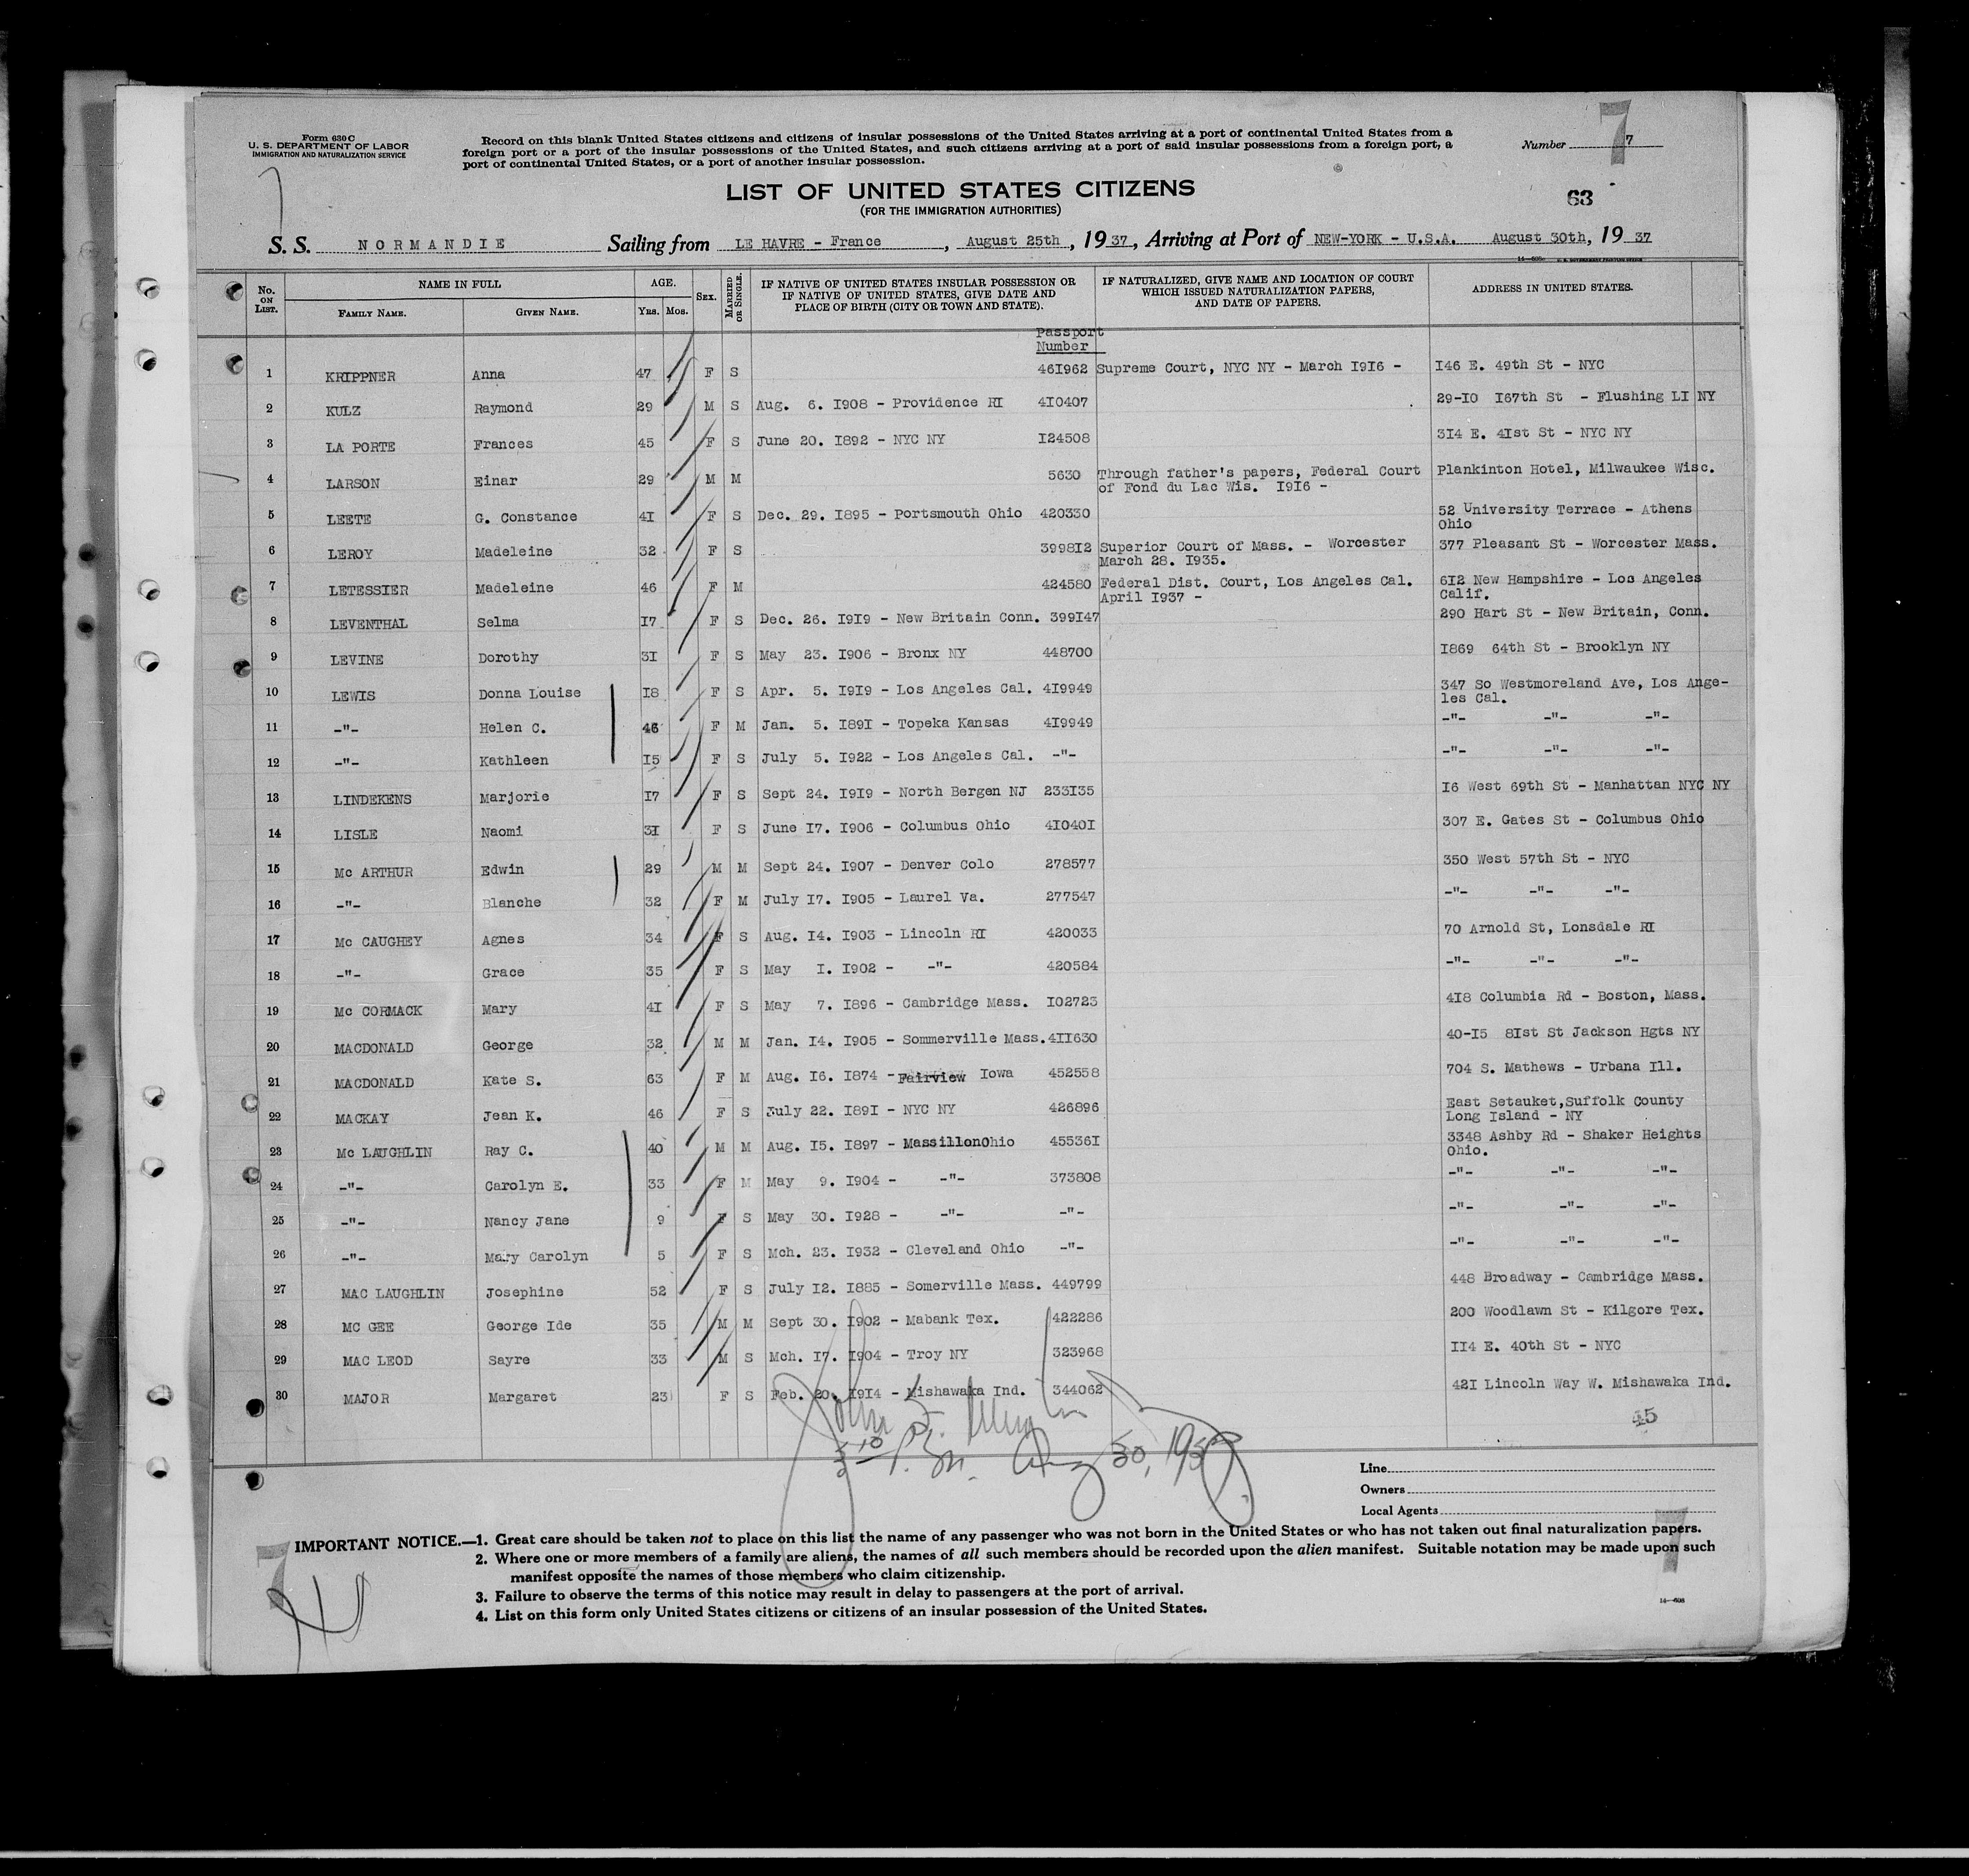 Form 630 C
U. S. DEPARTMENT OF LABOR
IMMIGRATION AND NATURALIZATION SERVICE
Record on this blank United States citizens and citizens of insular possessions of the United States arriving at a port of continental United States from a
foreign port or a port of the insular possessions of the United States, and such citizens arriving at a port of said insular possessions from a foreign port, a
port of continental United States, or a port of another insular possession.
Number 7
7
LIST OF UNITED STATES CITIZENS
(FOR THE IMMIGRATION AUTHORITIES)
63
S. S. NORMANDIE Sailing from LE HAVRE - France, August 25th, 1937, Arriving at Port of NEW-YORK - U.S.A. August 30th, 1937
No. ON LIST. NAME IN FULL AGE. SEX. MARRIED OR SINGLE. IF NATIVE OF UNITED STATES INSULAR POSSESSION OR IF NATIVE OF UNITED STATES, GIVE DATE AND PLACE OF BIRTH (CITY OR TOWN AND STATE). IF NATURALIZED, GIVE NAME AND LOCATION OF COURT WHICH ISSUED NATURALIZATION PAPERS, AND DATE OF PAPERS. ADDRESS IN UNITED STATES.
FAMILY NAME. GIVEN NAME. YRS. MOS.
Passport Number
1 KRIPPNER Anna 47 F S 461962 Supreme Court, NYC NY - March 1916 - 146 E. 49th St - NYC
2 KULZ Raymond 29 M S Aug. 6. 1908 - Providence RI 410407 29-10 167th St - Flushing LI NY
3 LA PORTE Frances 45 F S June 20. 1892 - NYC NY 124508 314 E. 41st St - NYC NY
4 LARSON Einar 29 M M 5630 Through father's papers, Federal Court of Fond du Lac Wis. 1916 - Plankinton Hotel, Milwaukee Wisc.
5 LEETE G. Constance 41 F S Dec. 29. 1895 - Portsmouth Ohio 420330 52 University Terrace - Athens Ohio
6 LEROY Madeleine 32 F S 399812 Superior Court of Mass. - Worcester March 28. 1935. 377 Pleasant St - Worcester Mass.
7 LETESSIER Madeleine 46 F M 424580 Federal Dist. Court, Los Angeles Cal. April 1937 - 612 New Hampshire - Los Angeles Calif.
8 LEVENTHAL Selma 17 F S Dec. 26. 1919 - New Britain Conn. 399147 290 Hart St - New Britain, Conn.
9 LEVINE Dorothy 31 F S May 23. 1906 - Bronx NY 448700 1869 64th St - Brooklyn NY
10 LEWIS Donna Louise 18 F S Apr. 5. 1919 - Los Angeles Cal. 419949 347 So Westmoreland Ave, Los Ange-les Cal.
11 -"- Helen C. 46 F M Jan. 5. 1891 - Topeka Kansas 419949 -"- -"- -"-
12 -"- Kathleen 15 F S July 5. 1922 - Los Angeles Cal. -"- -"- -"- -"-
13 LINDEKENS Marjorie 17 F S Sept 24. 1919 - North Bergen NJ 233135 16 West 69th St - Manhattan NYC NY
14 LISLE Naomi 31 F S June 17. 1906 - Columbus Ohio 410401 307 E. Gates St - Columbus Ohio
15 Mc ARTHUR Edwin 29 M M Sept 24. 1907 - Denver Colo 278577 350 West 57th St - NYC
16 -"- Blanche 32 F M July 17. 1905 - Laurel Va. 277547 -"- -"- -"-
17 Mc CAUGHEY Agnes 34 F S Aug. 14. 1903 - Lincoln RI 420033 70 Arnold St, Lonsdale RI
18 -"- Grace 35 F S May 1. 1902 - -"- 420584 -"- -"- -"-
19 Mc CORMACK Mary 41 F S May 7. 1896 - Cambridge Mass. 102723 418 Columbia Rd - Boston, Mass.
20 MACDONALD George 32 M M Jan. 14. 1905 - Sommerville Mass. 411630 40-15 81st St Jackson Hgts NY
21 MACDONALD Kate S. 63 F M Aug. 16. 1874 - Fairview Iowa 452558 704 S. Mathews - Urbana Ill.
22 MACKAY Jean K. 46 F S July 22. 1891 - NYC NY 426896 East Setauket, Suffolk County Long Island - NY
23 Mc LAUGHLIN Ray C. 40 M M Aug. 15. 1897 - Massillon Ohio 455361 3348 Ashby Rd - Shaker Heights Ohio.
24 -"- Carolyn E. 33 F M May 9. 1904 - -"- 373808 -"- -"- -"-
25 -"- Nancy Jane 9 F S May 30. 1928 - -"- -"- -"- -"- -"-
26 -"- Mary Carolyn 5 F S Mch. 23. 1932 - Cleveland Ohio -"- -"- -"- -"-
27 MAC LAUGHLIN Josephine 52 F S July 12. 1885 - Somerville Mass. 449799 448 Broadway - Cambridge Mass.
28 MC GEE George Ide 35 M M Sept 30. 1902 - Mabank Tex. 422286 200 Woodlawn St - Kilgore Tex.
29 MAC LEOD Sayre 33 M S Mch. 17. 1904 - Troy NY 323968 114 E. 40th St - NYC
30 MAJOR Margaret 23 F S Feb. 20. 1914 - Mishawaka Ind. 344062 421 Lincoln Way W. Mishawaka Ind.
45
P.M. Aug 30, 1937
Line
Owners
Local Agents
7
7
IMPORTANT NOTICE.—1. Great care should be taken not to place on this list the name of any passenger who was not born in the United States or who has not taken out final naturalization papers.
2. Where one or more members of a family are aliens, the names of all such members should be recorded upon the alien manifest. Suitable notation may be made upon such
manifest opposite the names of those members who claim citizenship.
3. Failure to observe the terms of this notice may result in delay to passengers at the port of arrival.
4. List on this form only United States citizens or citizens of an insular possession of the United States.